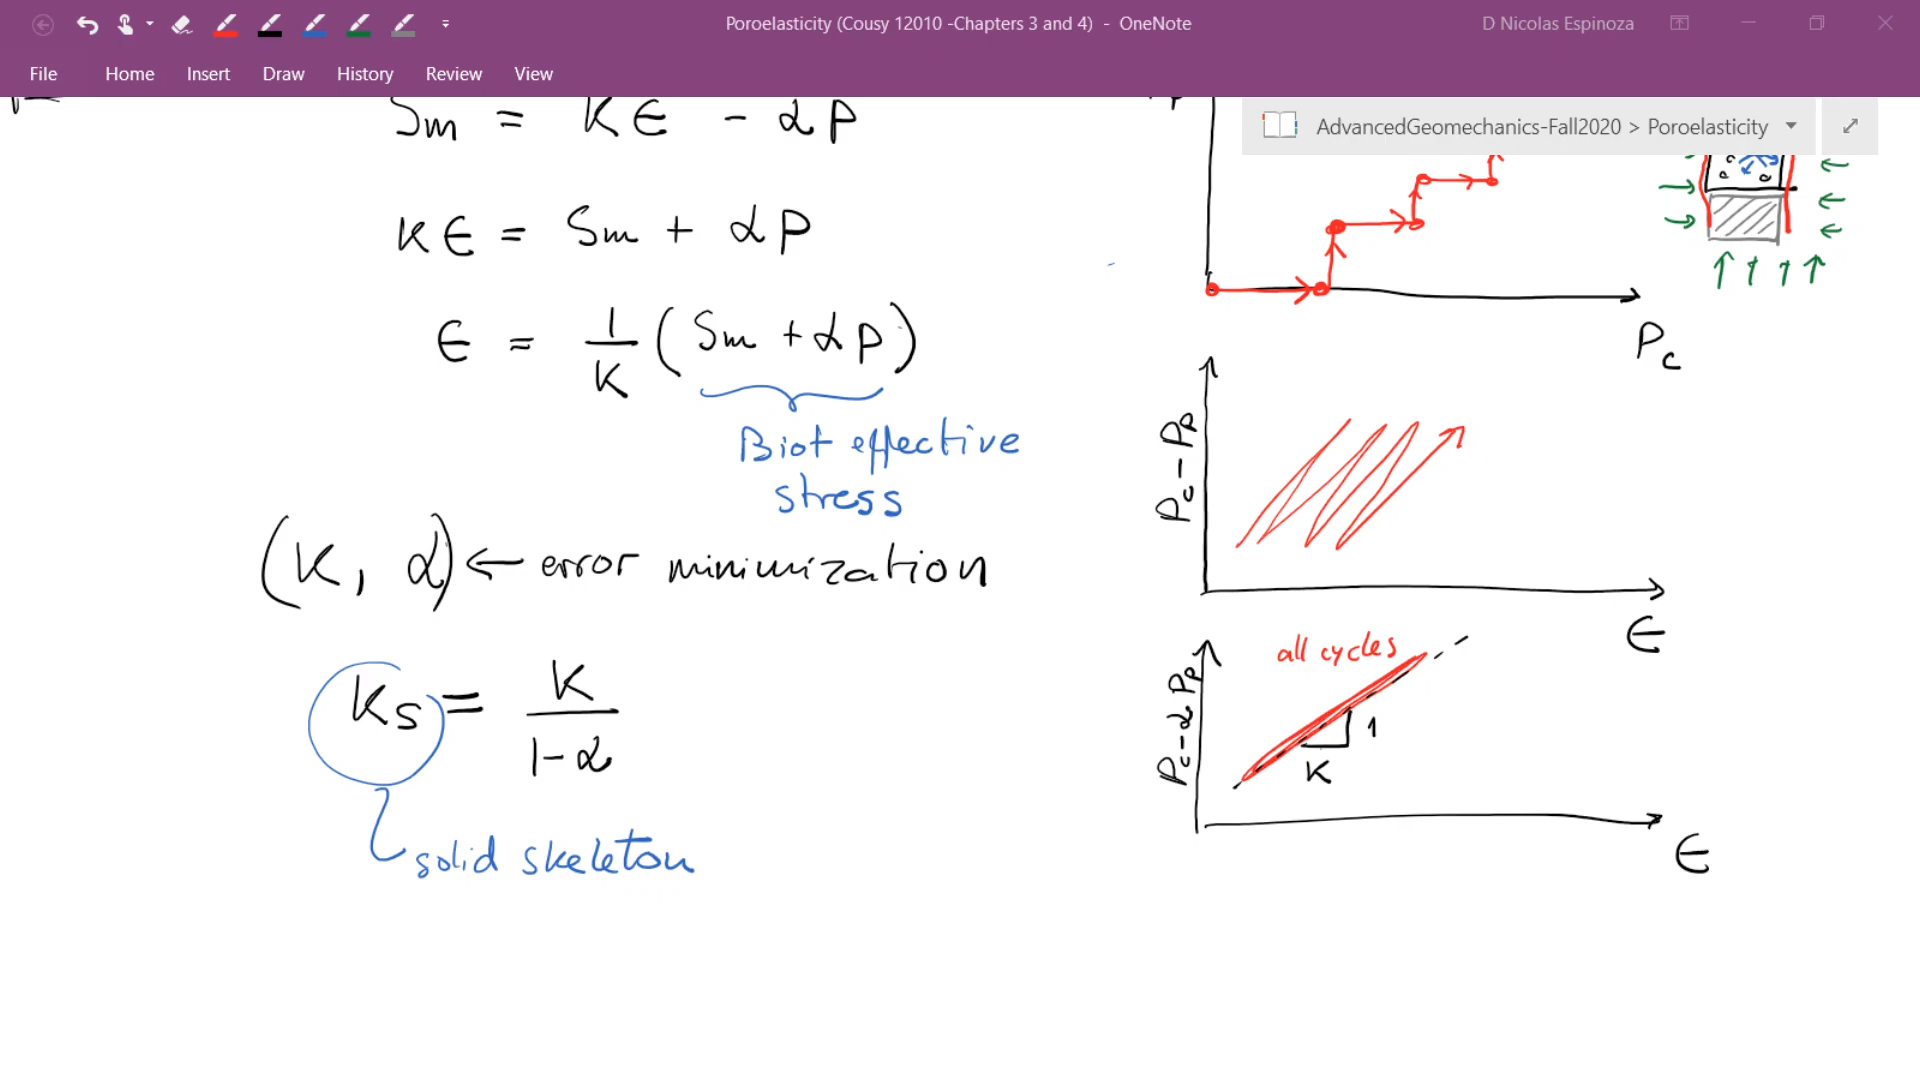 Poroelasticity (Cousy 12010 -Chapters 3 and 4) - OneNote
D Nicolas Espinoza
File Home Insert Draw History Review View
AdvancedGeomechanics-Fall2020 > Poroelasticity
Sm = Kϵ - αp
Kϵ = Sm + αp
ϵ = 1/K (Sm + αp)
Biot effective
stress
(K, α) ← error minimization
Ks = K/(1-α)
solid skeleton
Pc
Pc - Pp
ϵ
all cycles
Pc - αPp
1
K
ϵ